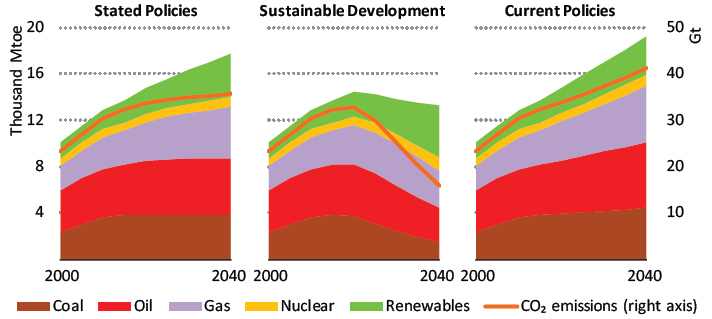 Stated Policies
Sustainable Development
Current Policies
Thousand Mtoe
20
16
12
8
4
50
40
30
20
10
Gt
2000
2040
2000
2040
2000
2040
Coal
Oil
Gas
Nuclear
Renewables
CO₂ emissions (right axis)